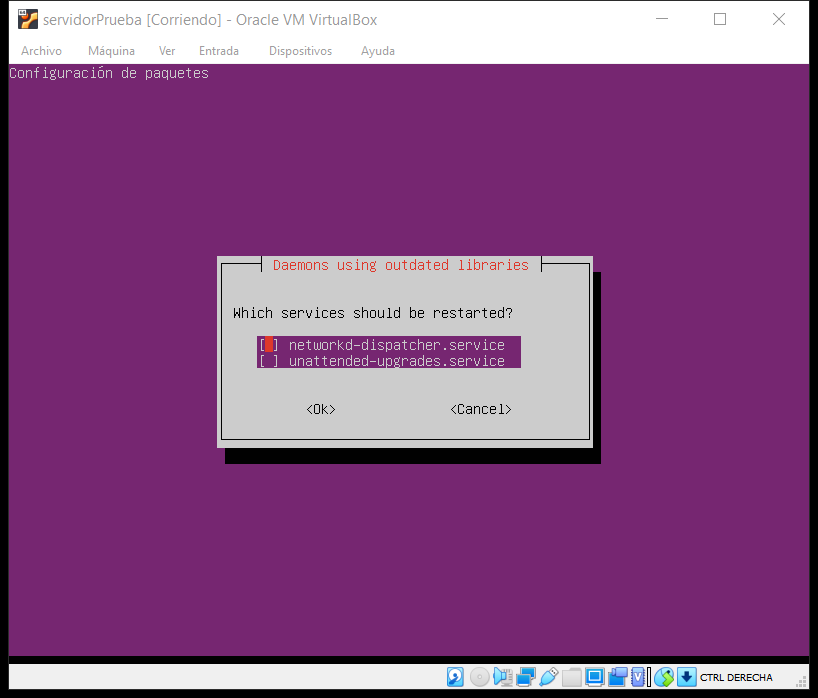 servidorPrueba [Corriendo] - Oracle VM VirtualBox
Archivo Máquina Ver Entrada Dispositivos Ayuda
Configuración de paquetes
Daemons using outdated libraries
Which services should be restarted?
[ ] networkd-dispatcher.service
[ ] unattended-upgrades.service
<Ok> <Cancel>
CTRL DERECHA